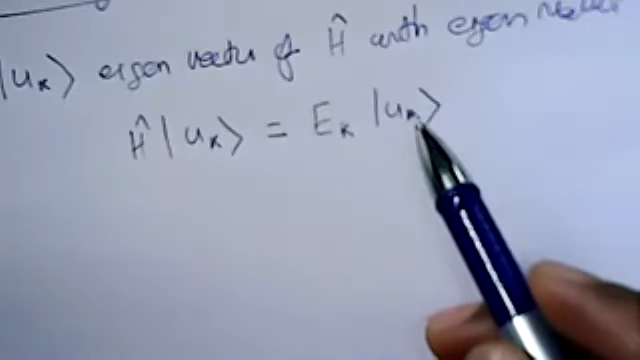 |uₖ⟩ eigen vector of Ĥ with eigen
Ĥ|uₖ⟩ = Eₖ |uₖ⟩